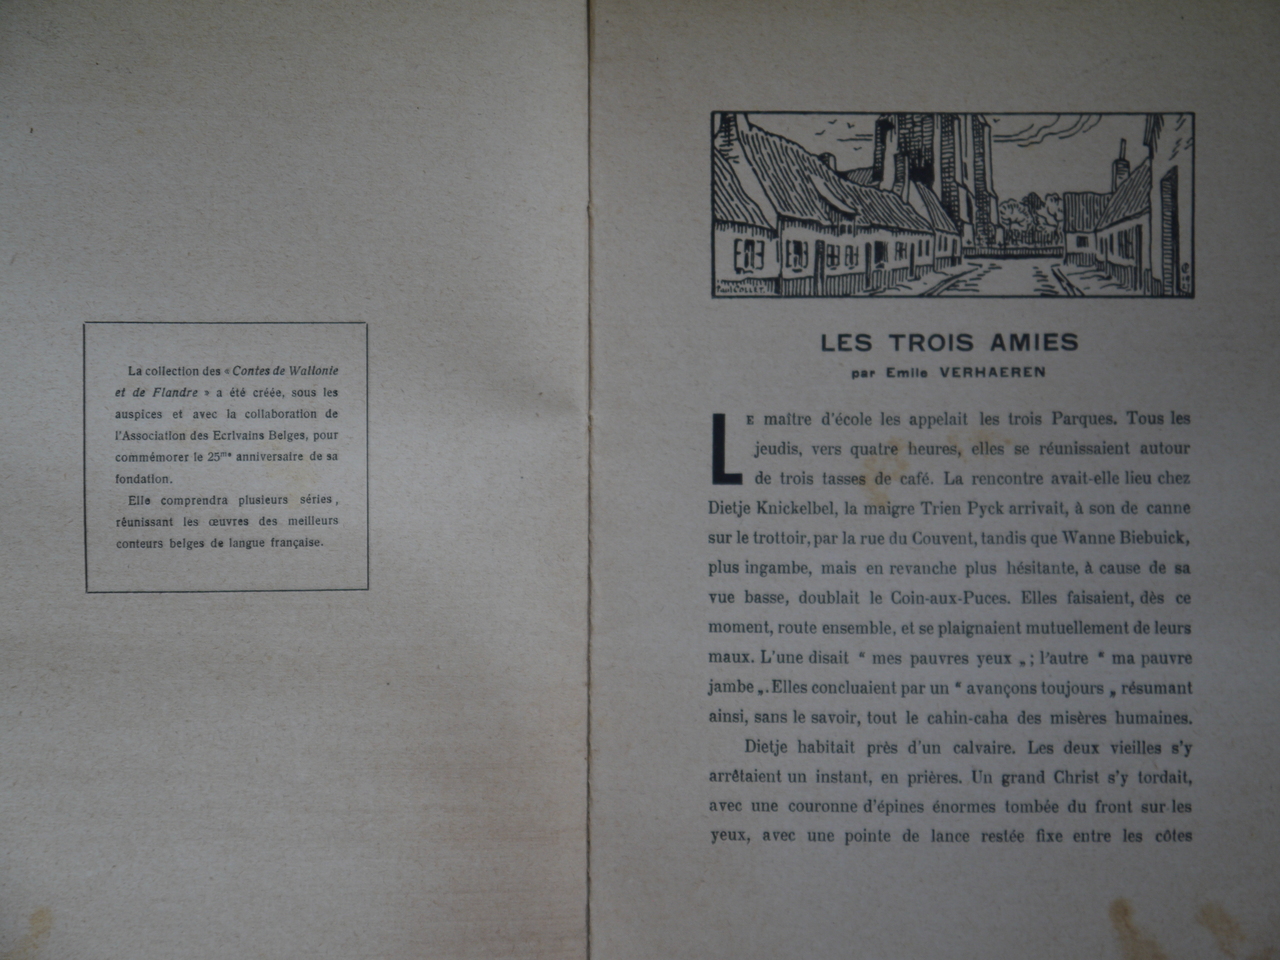 La collection des « Contes de Wallonie
et de Flandre » a été créée, sous les
auspices et avec la collaboration de
l'Association des Ecrivains Belges, pour
commémorer le 25me anniversaire de sa
fondation.
Elle comprendra plusieurs séries,
réunissant les œuvres des meilleurs
conteurs belges de langue française.
Paul COLLET.
LES TROIS AMIES
par Emile VERHAEREN
LE maître d'école les appelait les trois Parques. Tous les
jeudis, vers quatre heures, elles se réunissaient autour
de trois tasses de café. La rencontre avait-elle lieu chez
Dietje Knickelbel, la maigre Trien Pyck arrivait, à son de canne
sur le trottoir, par la rue du Couvent, tandis que Wanne Biebuick,
plus ingambe, mais en revanche plus hésitante, à cause de sa
vue basse, doublait le Coin-aux-Puces. Elles faisaient, dès ce
moment, route ensemble, et se plaignaient mutuellement de leurs
maux. L'une disait “ mes pauvres yeux „ ; l'autre “ ma pauvre
jambe „. Elles concluaient par un “ avançons toujours „ résumant
ainsi, sans le savoir, tout le cahin-caha des misères humaines.
Dietje habitait près d'un calvaire. Les deux vieilles s'y
arrêtaient un instant, en prières. Un grand Christ s'y tordait,
avec une couronne d'épines énormes tombée du front sur les
yeux, avec une pointe de lance restée fixe entre les côtes